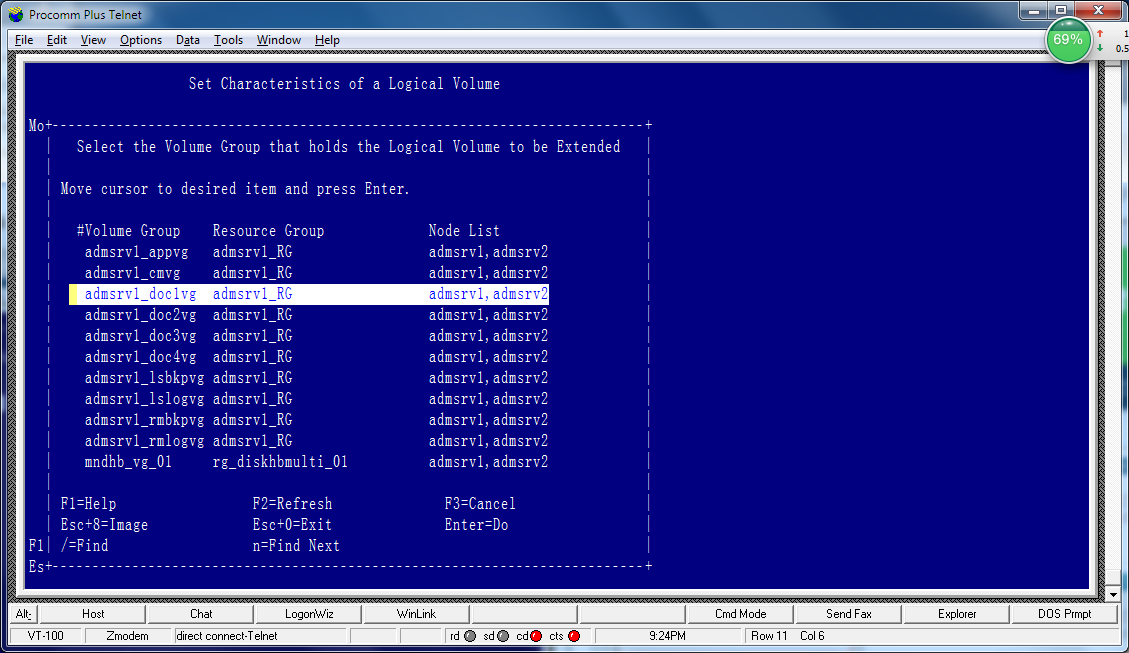 Procomm Plus Telnet
File Edit View Options Data Tools Window Help
69%
1
0.5
Set Characteristics of a Logical Volume
Mo+--------------------------------------------------------------------------+
Select the Volume Group that holds the Logical Volume to be Extended
Move cursor to desired item and press Enter.
#Volume Group Resource Group Node List
admsrv1_appvg admsrv1_RG admsrv1,admsrv2
admsrv1_cmvg admsrv1_RG admsrv1,admsrv2
admsrv1_doc1vg admsrv1_RG admsrv1,admsrv2
admsrv1_doc2vg admsrv1_RG admsrv1,admsrv2
admsrv1_doc3vg admsrv1_RG admsrv1,admsrv2
admsrv1_doc4vg admsrv1_RG admsrv1,admsrv2
admsrv1_lsbkpvg admsrv1_RG admsrv1,admsrv2
admsrv1_lslogvg admsrv1_RG admsrv1,admsrv2
admsrv1_rmbkpvg admsrv1_RG admsrv1,admsrv2
admsrv1_rmlogvg admsrv1_RG admsrv1,admsrv2
mndhb_vg_01 rg_diskhbmulti_01 admsrv1,admsrv2
F1=Help F2=Refresh F3=Cancel
Esc+8=Image Esc+0=Exit Enter=Do
F1| /=Find n=Find Next
Es+--------------------------------------------------------------------------+
Alt- Host Chat LogonWiz WinLink Cmd Mode Send Fax Explorer DOS Prmpt
VT-100 Zmodem direct connect-Telnet rd sd cd cts 9:24PM Row 11 Col 6